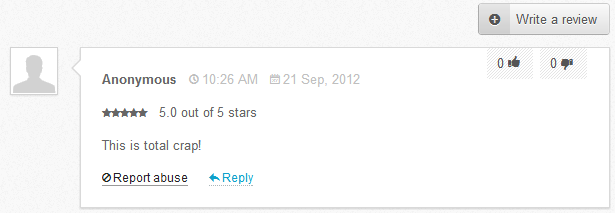 Write a review
0 0
Anonymous 10:26 AM 21 Sep, 2012
5.0 out of 5 stars
This is total crap!
Report abuse Reply